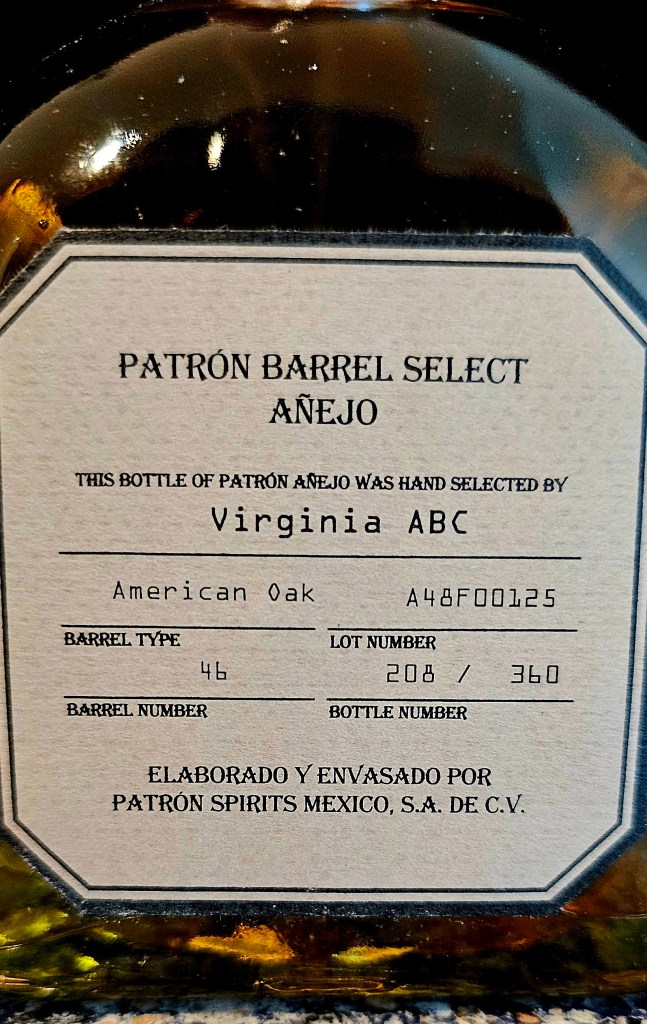 PATRÓN BARREL SELECT
AÑEJO
THIS BOTTLE OF PATRÓN AÑEJO WAS HAND SELECTED BY
Virginia ABC
American Oak A48F00125
BARREL TYPE LOT NUMBER
46 208 / 360
BARREL NUMBER BOTTLE NUMBER
ELABORADO Y ENVASADO POR
PATRÓN SPIRITS MEXICO, S.A. DE C.V.